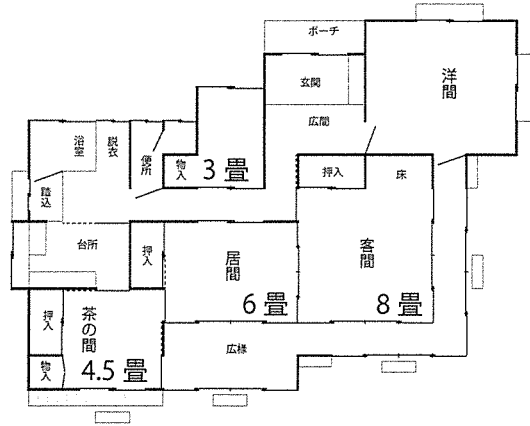 ポーチ
洋間
玄関
広間
浴室
脱衣
便所
物入
3 畳
押入
床
踏込
台所
押入
居間
6 畳
客間
8 畳
押入
茶の間
4.5 畳
物入
広様